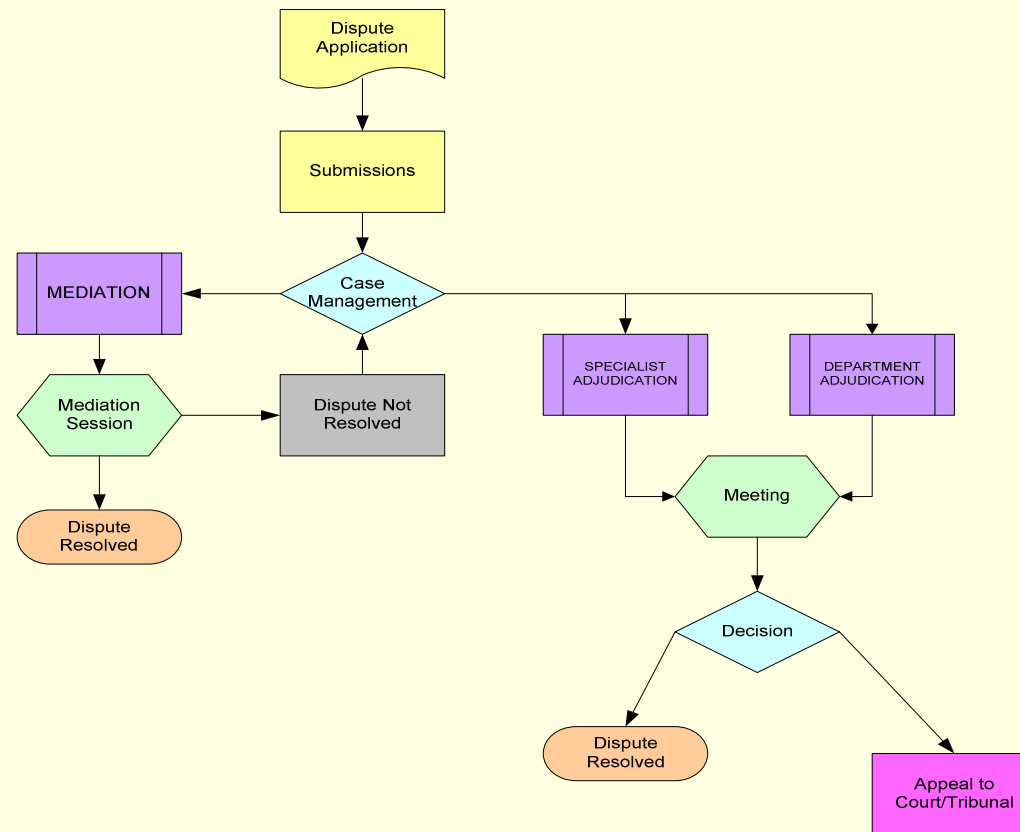 Dispute
Application
Submissions
Case
Management
MEDIATION
SPECIALIST
ADJUDICATION
DEPARTMENT
ADJUDICATION
Mediation
Session
Dispute Not
Resolved
Meeting
Dispute
Resolved
Decision
Dispute
Resolved
Appeal to
Court/Tribunal